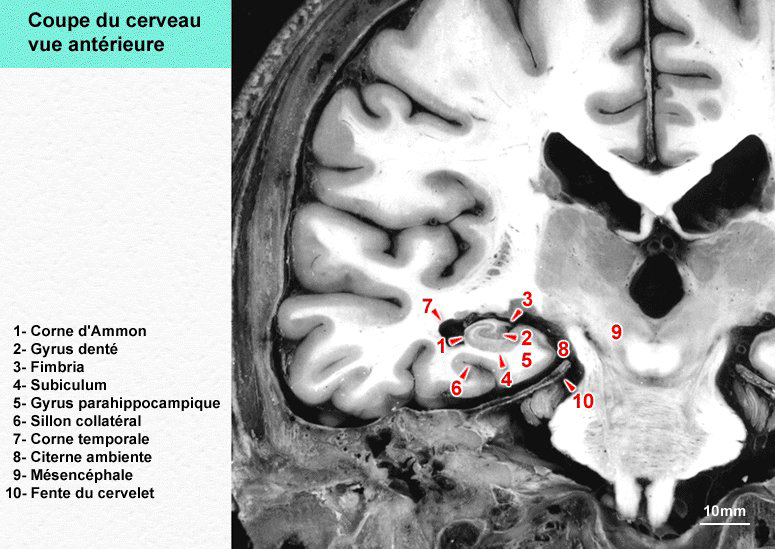 Coupe du cerveau
vue antérieure
1- Corne d'Ammon
2- Gyrus denté
3- Fimbria
4- Subiculum
5- Gyrus parahippocampique
6- Sillon collatéral
7- Corne temporale
8- Citerne ambiente
9- Mésencéphale
10- Fente du cervelet
7
3
9
1
2
8
5
6
4
10
10mm